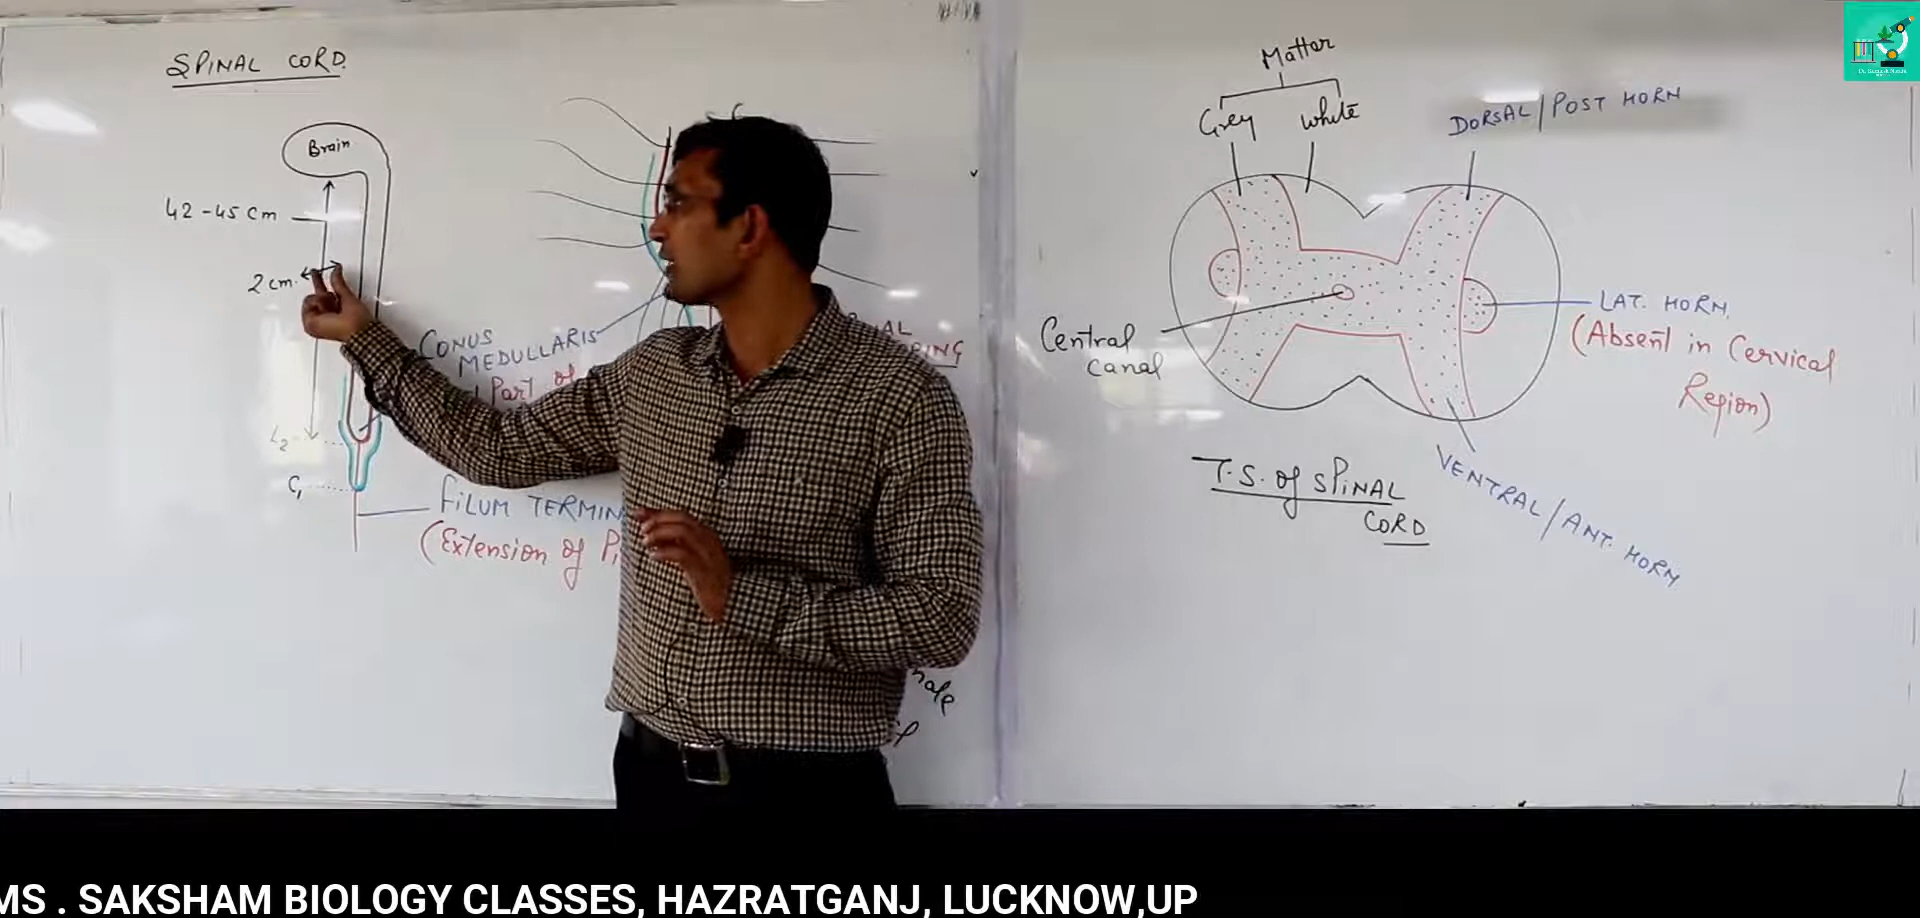 SPINAL CORD.
Brain
42-45 Cm
2 cm.
L2
C1
CONUS
MEDULLARIS
Part of
FILUM TERMIN
(Extension of
Matter
Grey White
DORSAL/POST HORN
LAT. HORN
(Absent in Cervical
Region)
Central
Canal
T.S. of SPINAL
CORD
VENTRAL/ANT. HORN
MS . SAKSHAM BIOLOGY CLASSES, HAZRATGANJ, LUCKNOW,UP